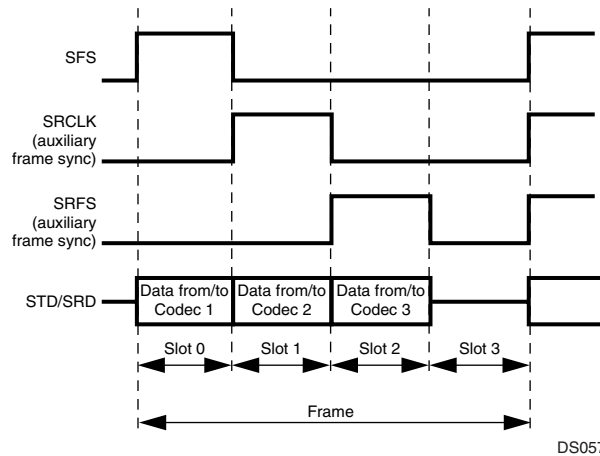 SFS
SRCLK
(auxiliary
frame sync)
SRFS
(auxiliary
frame sync)
STD/SRD
Data from/to
Codec 1
Data from/to
Codec 2
Data from/to
Codec 3
Slot 0
Slot 1
Slot 2
Slot 3
Frame
DS057